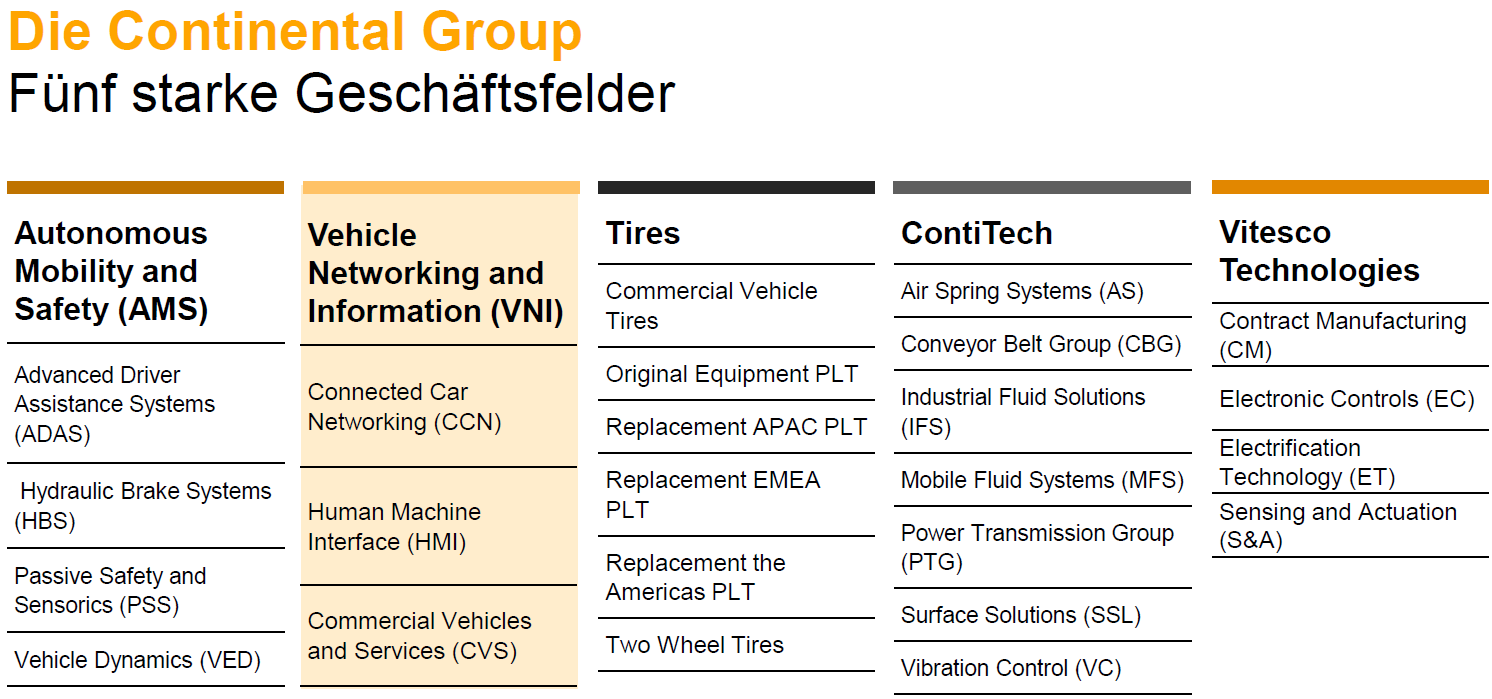 Die Continental Group
Fünf starke Geschäftsfelder
Autonomous
Mobility and
Safety (AMS)
Advanced Driver
Assistance Systems
(ADAS)
Hydraulic Brake Systems
(HBS)
Passive Safety and
Sensorics (PSS)
Vehicle Dynamics (VED)
Vehicle
Networking and
Information (VNI)
Connected Car
Networking (CCN)
Human Machine
Interface (HMI)
Commercial Vehicles
and Services (CVS)
Tires
Commercial Vehicle
Tires
Original Equipment PLT
Replacement APAC PLT
Replacement EMEA
PLT
Replacement the
Americas PLT
Two Wheel Tires
ContiTech
Air Spring Systems (AS)
Conveyor Belt Group (CBG)
Industrial Fluid Solutions
(IFS)
Mobile Fluid Systems (MFS)
Power Transmission Group
(PTG)
Surface Solutions (SSL)
Vibration Control (VC)
Vitesco
Technologies
Contract Manufacturing
(CM)
Electronic Controls (EC)
Electrification
Technology (ET)
Sensing and Actuation
(S&A)